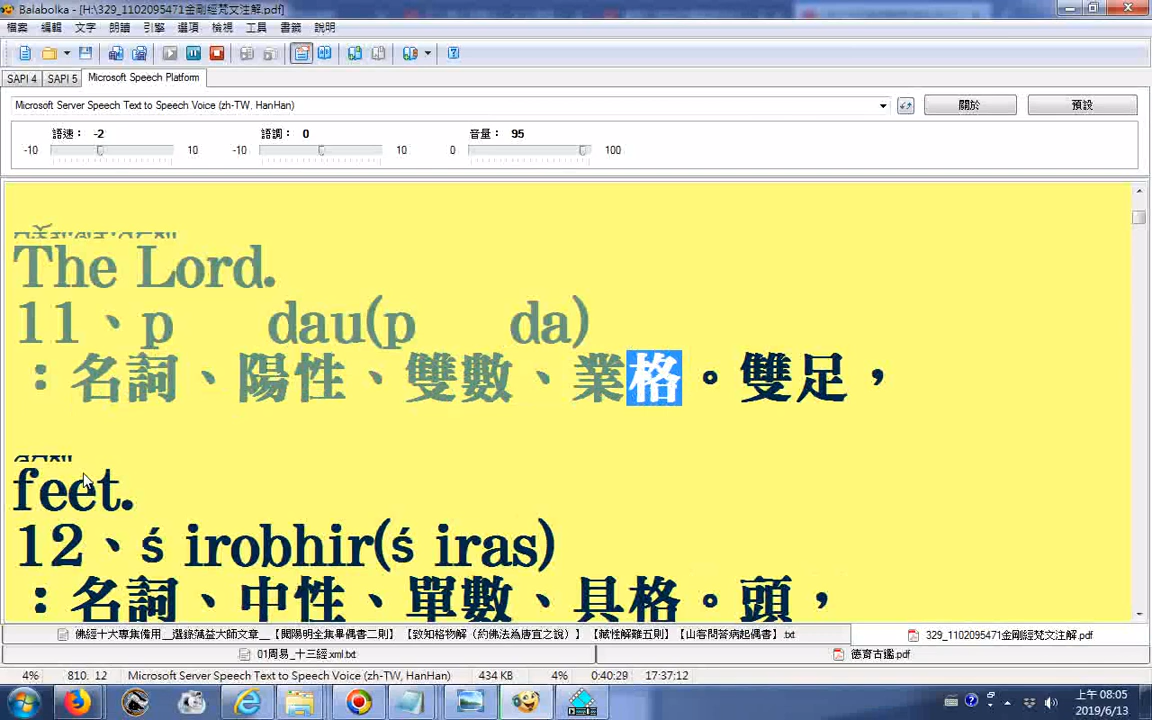 Balabolka - [H:\329_1102095471金剛經梵文注解.pdf]
檔案 編輯 文字 朗讀 引擎 選項 檢視 工具 書籤 說明
SAPI 4 SAPI 5 Microsoft Speech Platform
Microsoft Server Speech Text to Speech Voice (zh-TW, HanHan) 關於 預設
語速： -2 語調： 0 音量： 95
-10 10 -10 10 0 100
The Lord.
11、p dau(p da)
：名詞、陽性、雙數、業格。雙足，
feet.
12、ś irobhir(ś iras)
：名詞、中性、單數、具格。頭，
329_1102095471金剛經梵文注解.pdf
01周易_十三經.xml.txt 德育古鑑.pdf
4% 810, 12 Microsoft Server Speech Text to Speech Voice (zh-TW, HanHan) 434 KB 4% 0:40:29 17:37:12
上午 08:05
2019/6/13